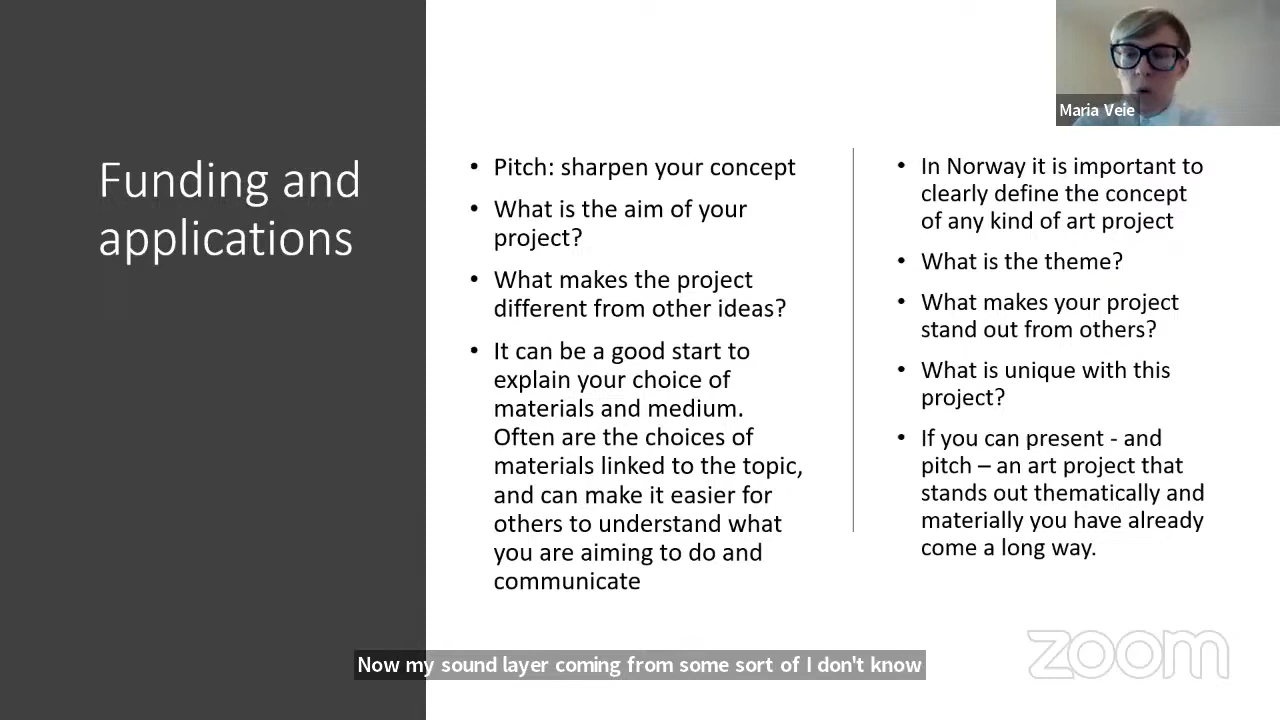 Funding and
applications
• Pitch: sharpen your concept
• What is the aim of your
project?
• What makes the project
different from other ideas?
• It can be a good start to
explain your choice of
materials and medium.
Often are the choices of
materials linked to the topic,
and can make it easier for
others to understand what
you are aiming to do and
communicate
• In Norway it is important to
clearly define the concept
of any kind of art project
• What is the theme?
• What makes your project
stand out from others?
• What is unique with this
project?
• If you can present - and
pitch – an art project that
stands out thematically and
materially you have already
come a long way.
Maria Veie
Now my sound layer coming from some sort of I don't know
zoom